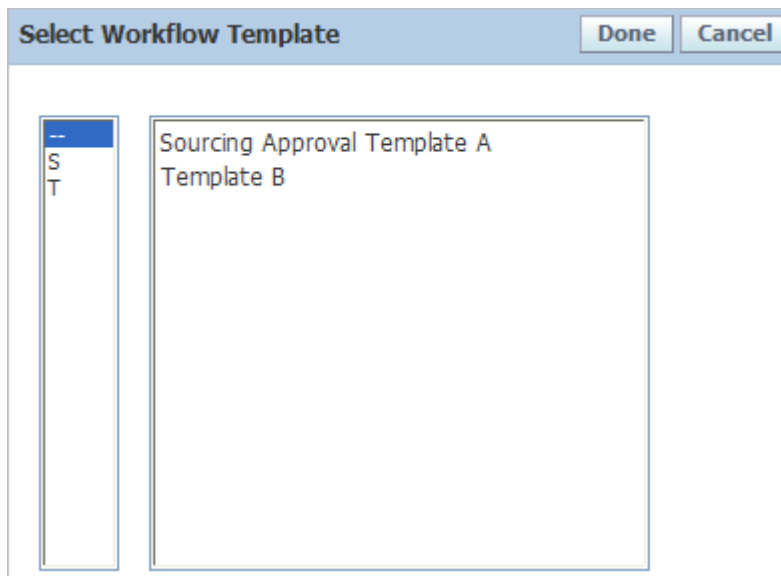 Select Workflow Template
Done
Cancel
--
S
T
Sourcing Approval Template A
Template B